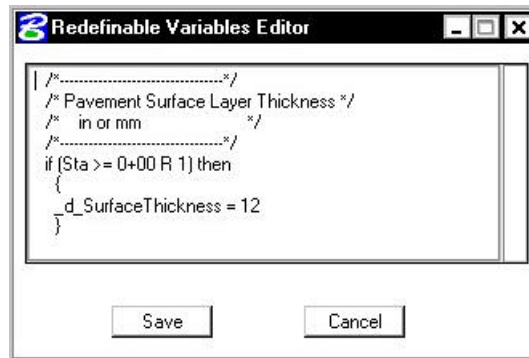 Redefinable Variables Editor
/*-------------------------------*/
/* Pavement Surface Layer Thickness */
/*    in or mm                    */
/*-------------------------------*/
if (Sta >= 0+00 R 1) then
{
_d_SurfaceThickness = 12
}
Save Cancel